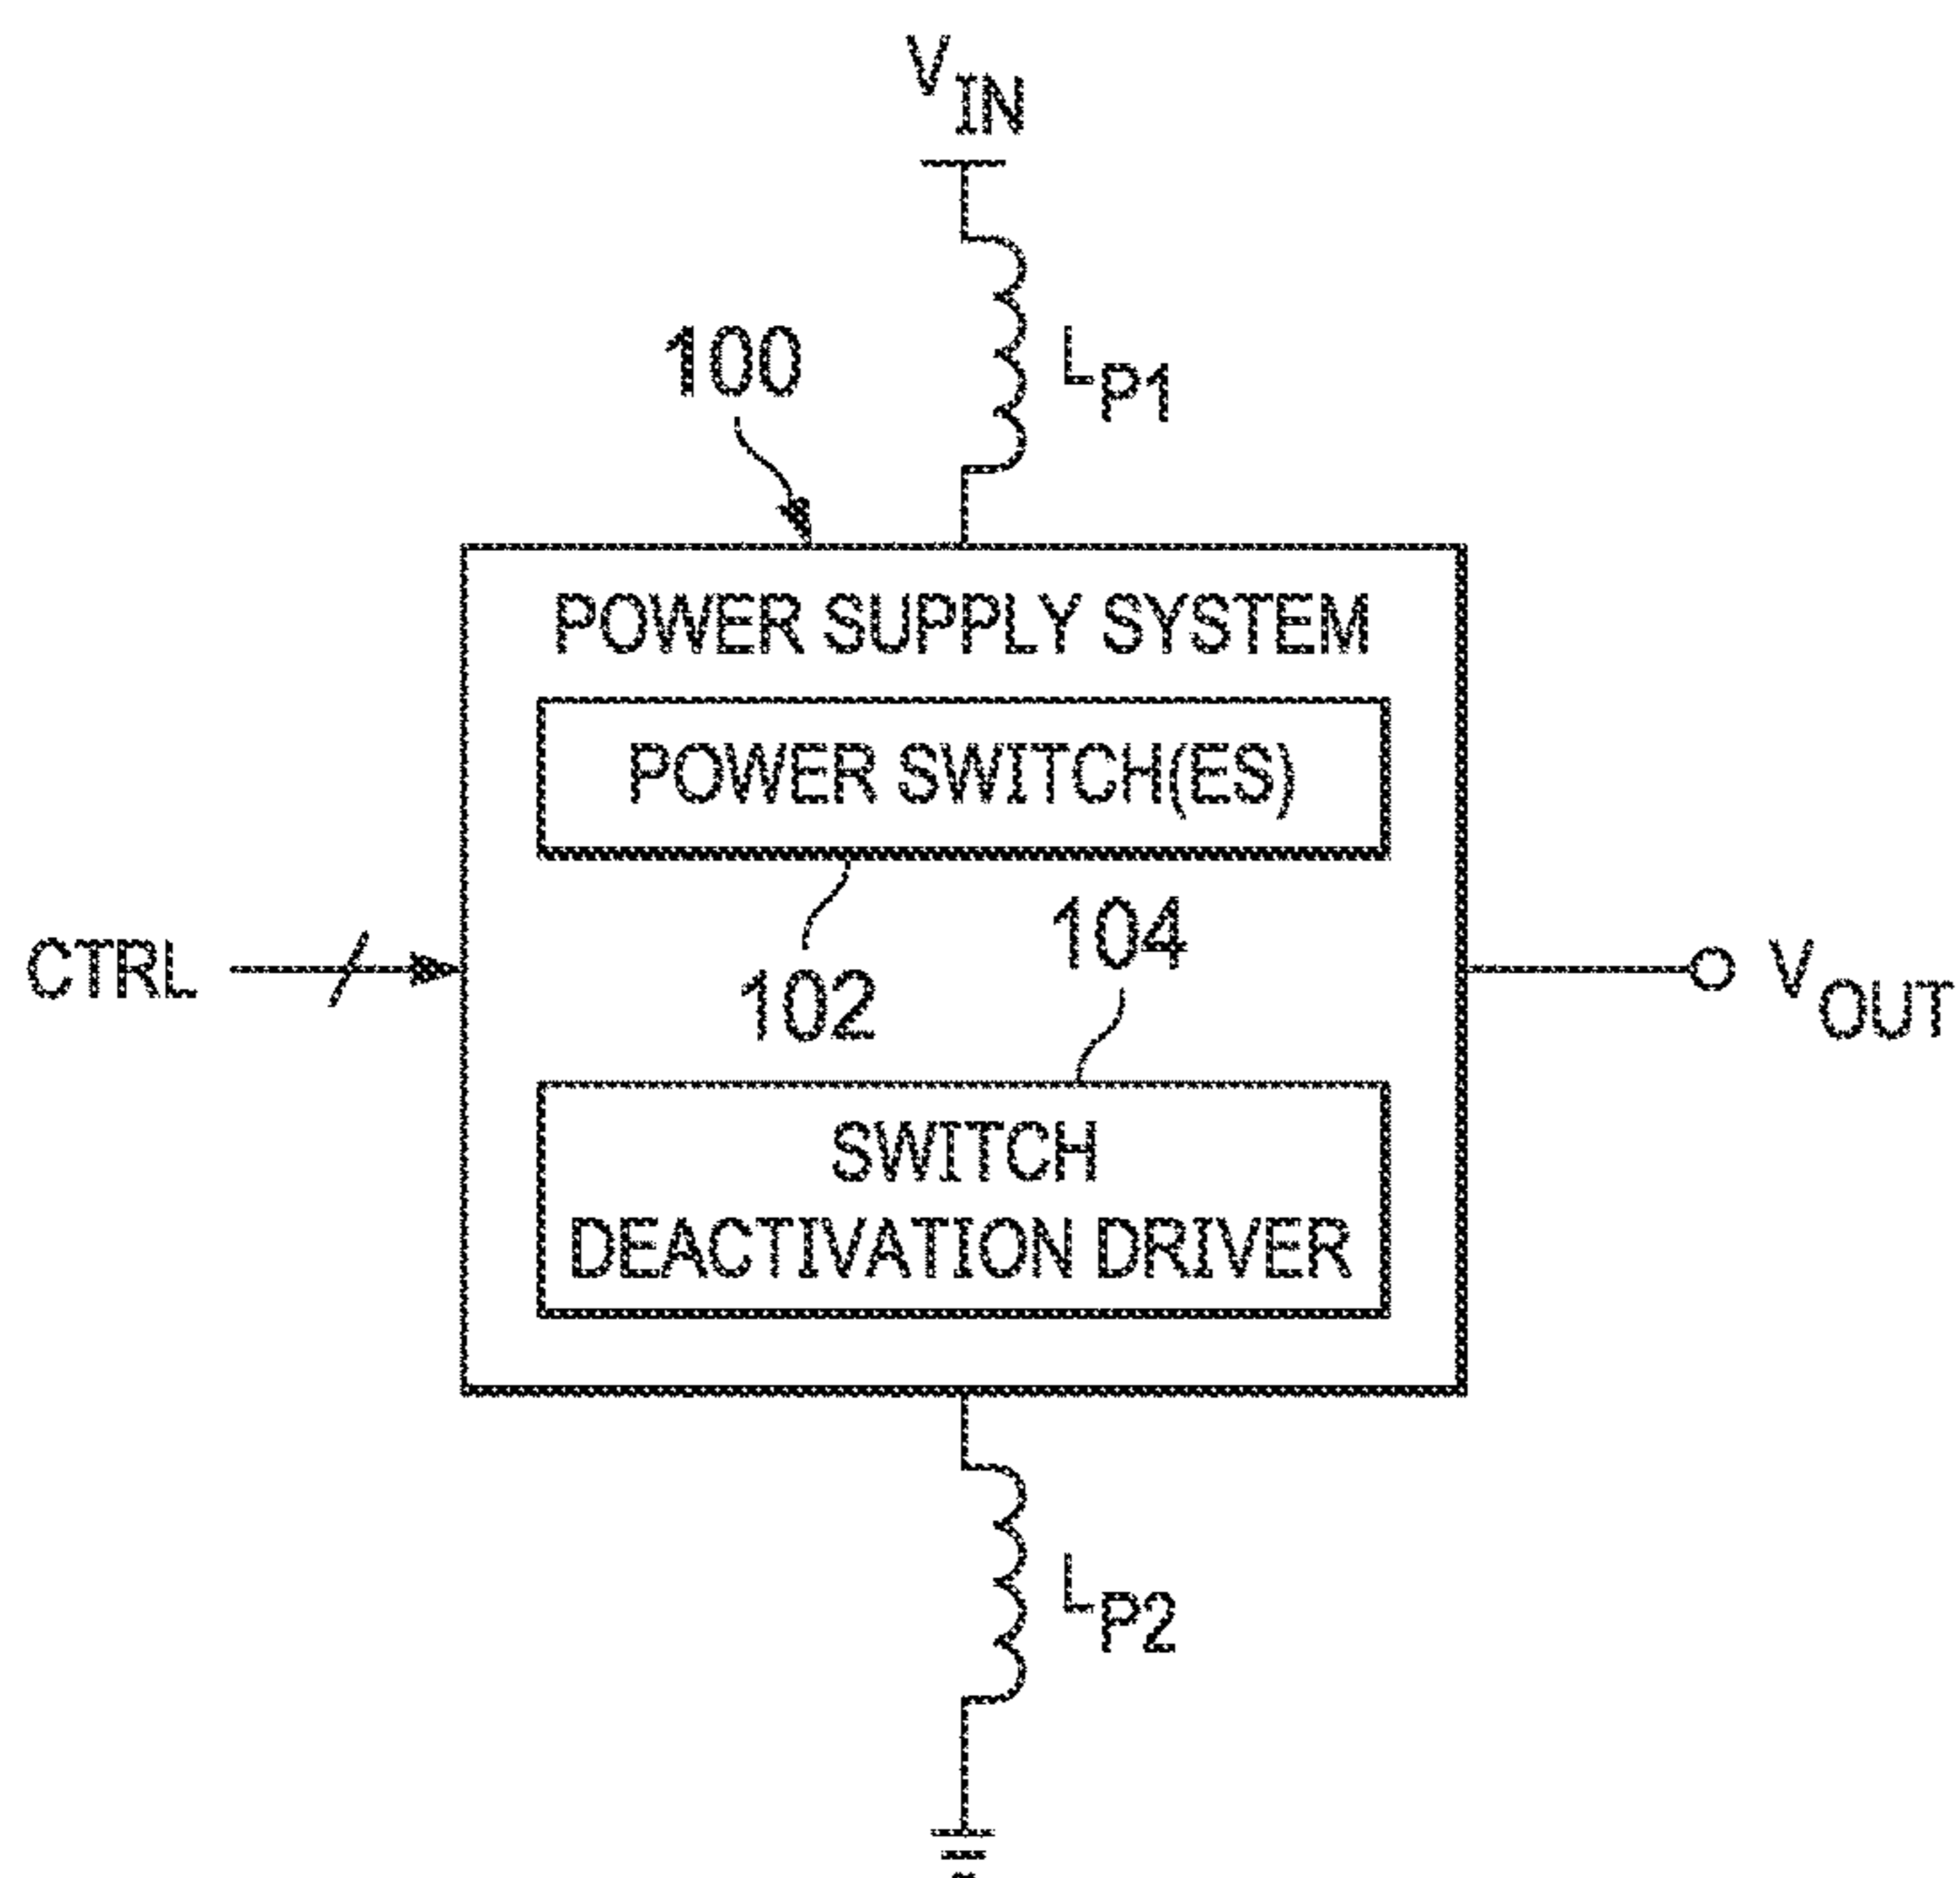 VIN
100
LP1
POWER SUPPLY SYSTEM
POWER SWITCH(ES)
102
104
CTRL
VOUT
SWITCH
DEACTIVATION DRIVER
LP2